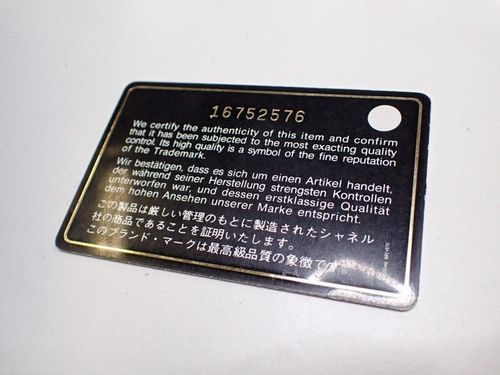 16752576
We certify the authenticity of this item and confirm
that it has been subjected to the most exacting quality
control. Its high quality is a symbol of the fine reputation
of the Trademark.
Wir bestätigen, dass es sich um einen Artikel handelt,
der während seiner Herstellung strengsten Kontrollen
unterworfen war, und dessen erstklassige Qualität
dem hohen Ansehen unserer Marke entspricht.
この製品は厳しい管理のもとに製造されたシャネル
社の商品であることを証明いたします。
このブランド・マークは最高級品質の象徴です。